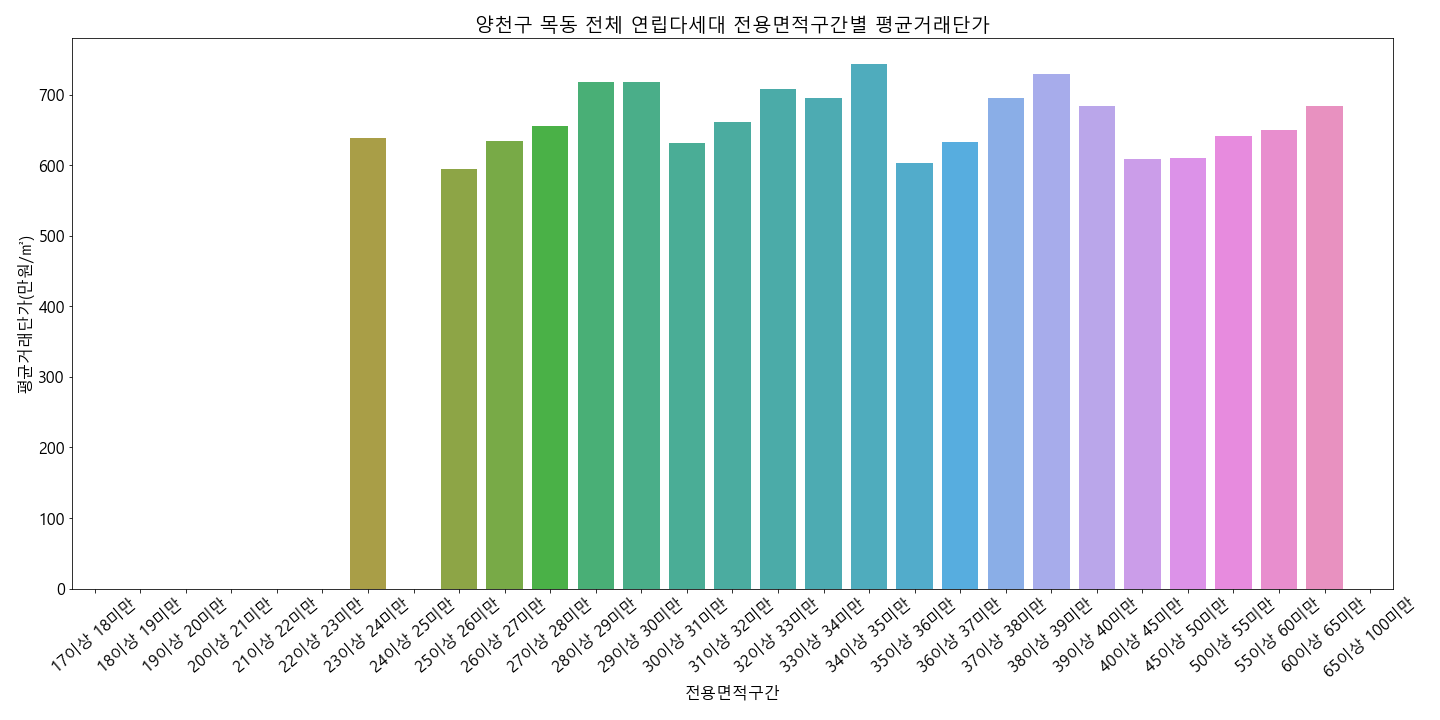 양천구 목동 전체 연립다세대 전용면적구간별 평균거래단가
평균거래단가(만원/㎡)
700
600
500
400
300
200
100
0
17이상 18미만
18이상 19미만
19이상 20미만
20이상 21미만
21이상 22미만
22이상 23미만
23이상 24미만
24이상 25미만
25이상 26미만
26이상 27미만
27이상 28미만
28이상 29미만
29이상 30미만
30이상 31미만
31이상 32미만
32이상 33미만
33이상 34미만
34이상 35미만
35이상 36미만
36이상 37미만
37이상 38미만
38이상 39미만
39이상 40미만
40이상 45미만
45이상 50미만
50이상 55미만
55이상 60미만
60이상 65미만
65이상 100미만
전용면적구간